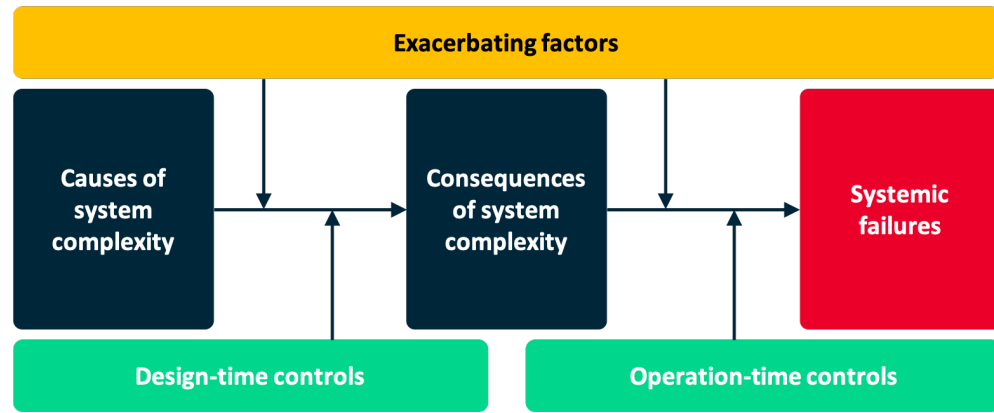 Exacerbating factors
Causes of
system
complexity
Consequences
of system
complexity
Systemic
failures
Design-time controls
Operation-time controls